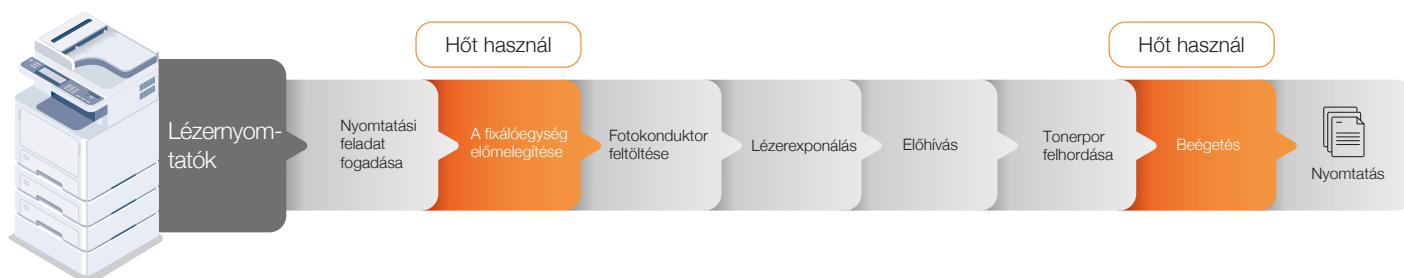 Hőt használ
Hőt használ
Lézernyom-
tatók
Nyomtatási
feladat
fogadása
A fixálóegység
előmelegítése
Fotokonduktor
feltöltése
Lézerexponálás
Előhívás
Tonerpor
felhordása
Beégetés
Nyomtatás